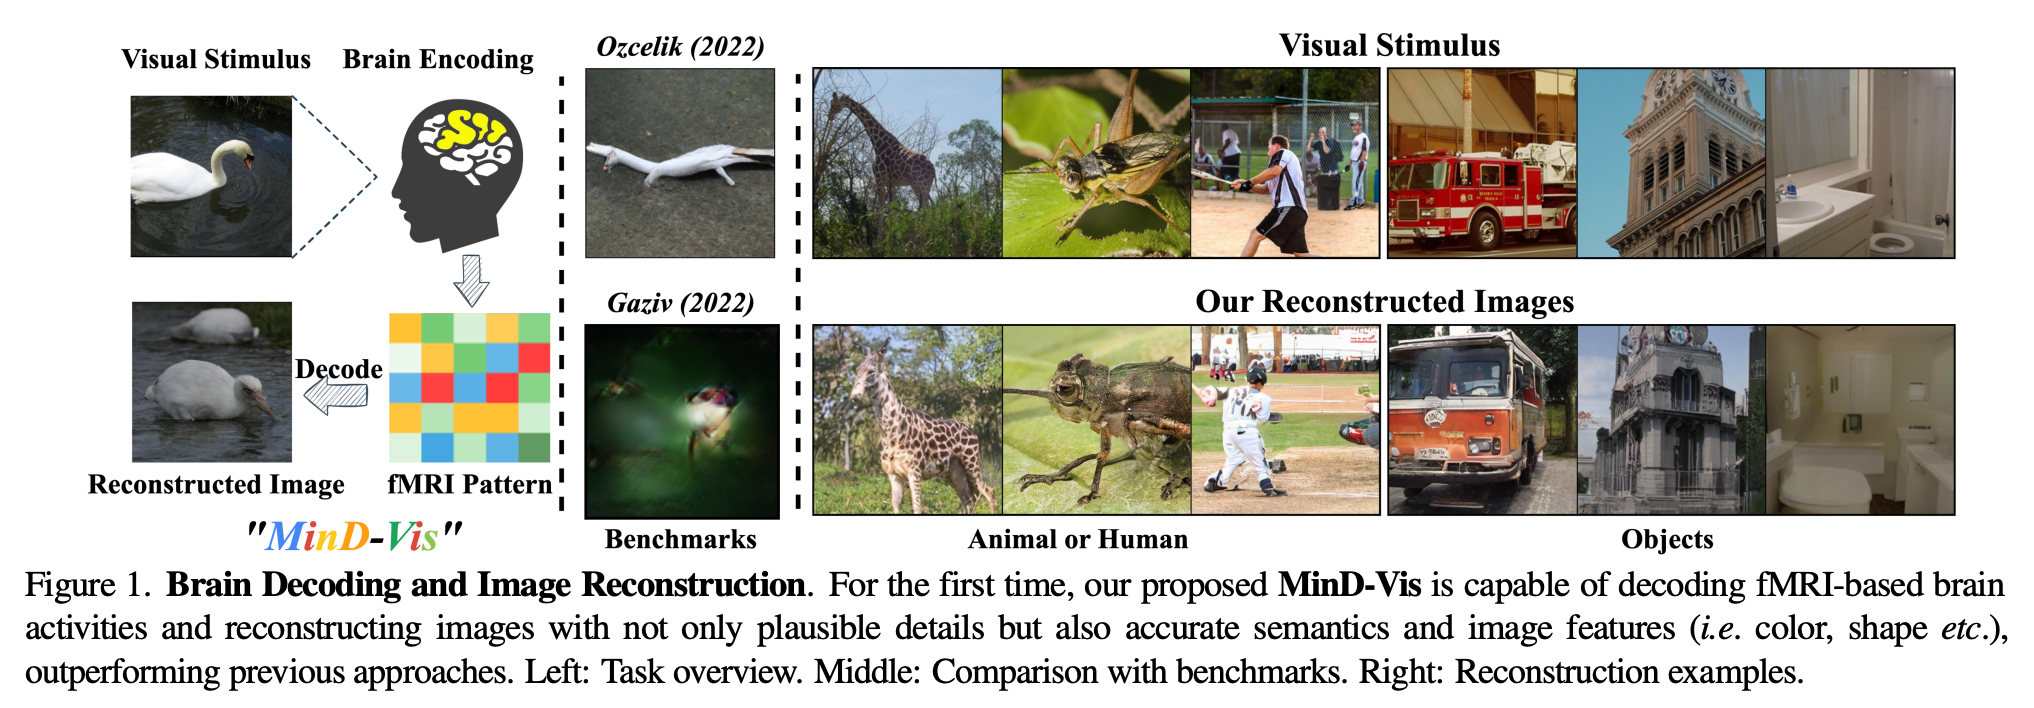 Visual Stimulus
Brain Encoding
Decode
Reconstructed Image
fMRI Pattern
"MinD-Vis"
Ozcelik (2022)
Gaziv (2022)
Benchmarks
Visual Stimulus
Our Reconstructed Images
Animal or Human
Objects
Figure 1. Brain Decoding and Image Reconstruction. For the first time, our proposed MinD-Vis is capable of decoding fMRI-based brain
activities and reconstructing images with not only plausible details but also accurate semantics and image features (i.e. color, shape etc.),
outperforming previous approaches. Left: Task overview. Middle: Comparison with benchmarks. Right: Reconstruction examples.